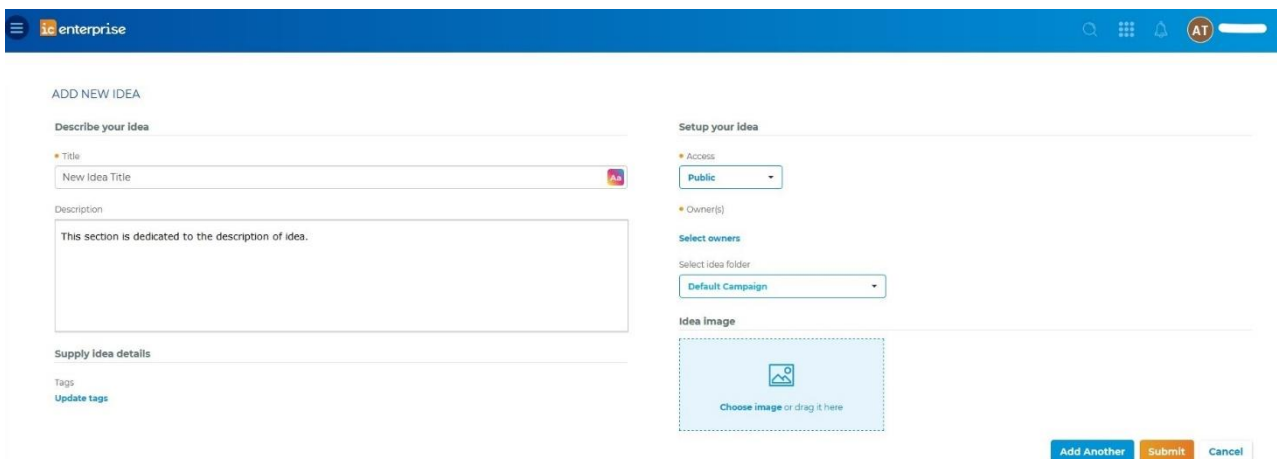 ic enterprise
AT
ADD NEW IDEA
Describe your idea
Title
New Idea Title
Aa
Description
This section is dedicated to the description of idea.
Supply idea details
Tags
Update tags
Setup your idea
Access
Public
Owner(s)
Select owners
Select idea folder
Default Campaign
Idea image
Choose image or drag it here
Add Another Submit Cancel